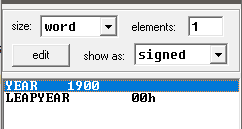 size: word elements: 1
edit show as: signed
YEAR 1900
LEAPYEAR 00h